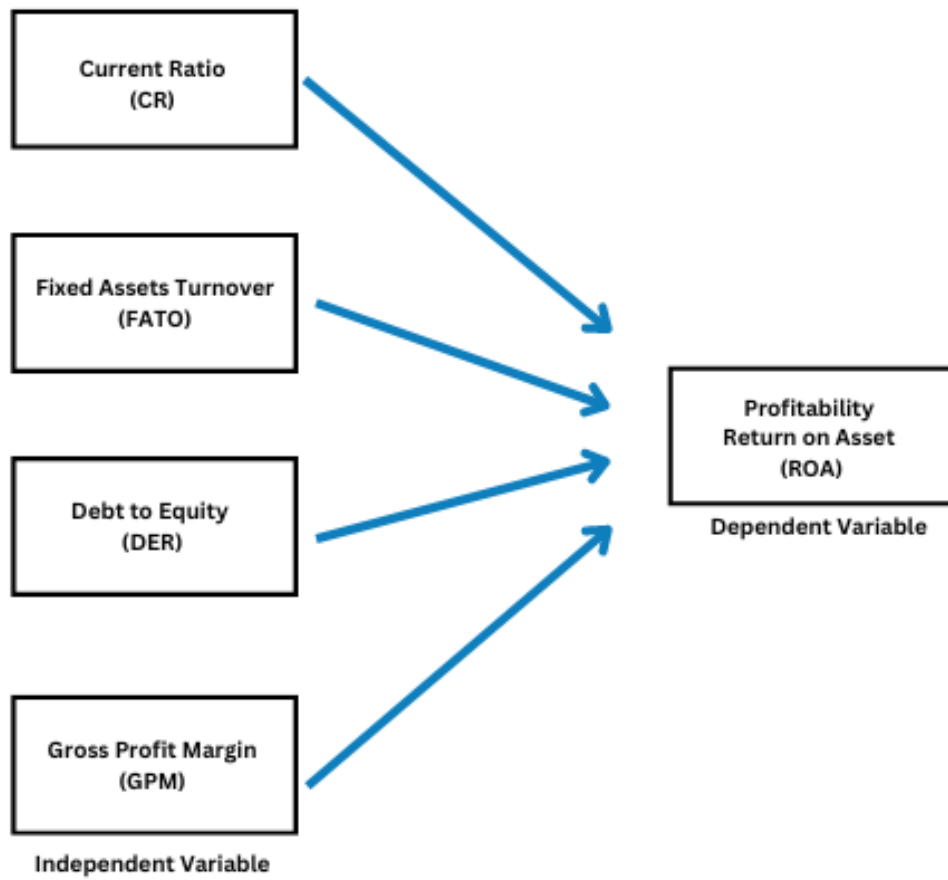 Current Ratio
(CR)
Fixed Assets Turnover
(FATO)
Debt to Equity
(DER)
Gross Profit Margin
(GPM)
Independent Variable
Profitability
Return on Asset
(ROA)
Dependent Variable